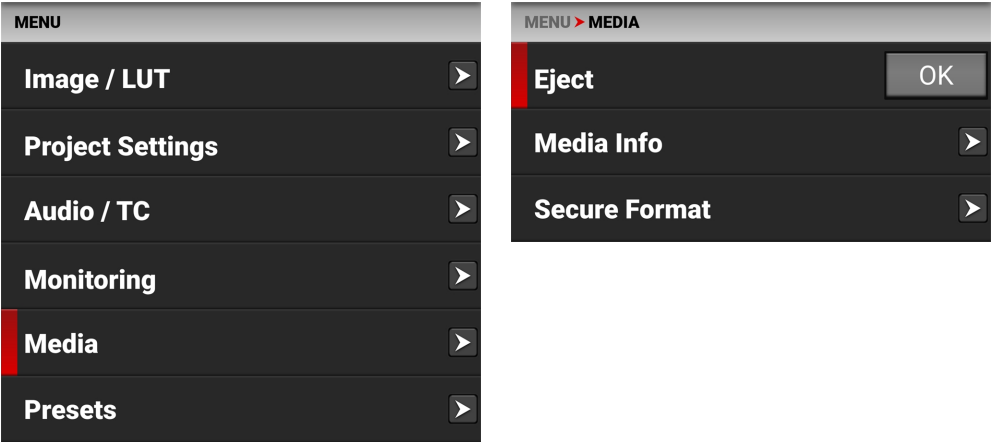 MENU
Image / LUT
Project Settings
Audio / TC
Monitoring
Media
Presets
MENU > MEDIA
Eject OK
Media Info
Secure Format